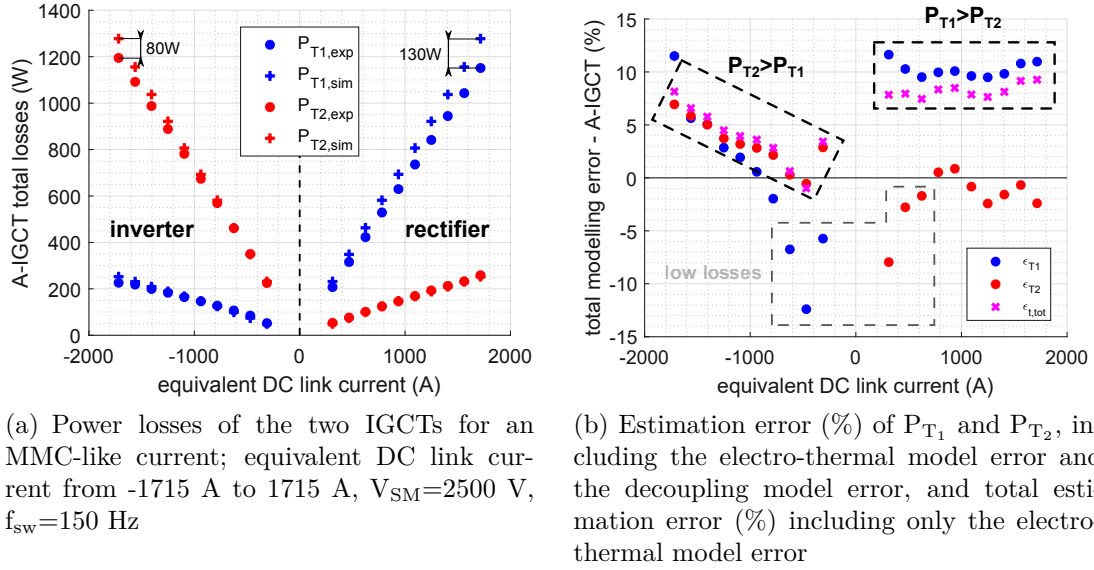 1400
1200
1000
800
600
400
200
0
A-IGCT total losses (W)
80W
130W
P_T1,exp
P_T1,sim
P_T2,exp
P_T2,sim
inverter
rectifier
-2000 -1000 0 1000 2000
equivalent DC link current (A)
(a) Power losses of the two IGCTs for an
MMC-like current; equivalent DC link cur-
rent from -1715 A to 1715 A, V_SM=2500 V,
f_sw=150 Hz
15
10
5
0
-5
-10
-15
total modelling error - A-IGCT (%)
P_T1>P_T2
P_T2>P_T1
low losses
ϵ_T1
ϵ_T2
ϵ_t,tot
-2000 -1000 0 1000 2000
equivalent DC link current (A)
(b) Estimation error (%) of P_T1 and P_T2, in-
cluding the electro-thermal model error and
the decoupling model error, and total esti-
mation error (%) including only the electro-
thermal model error